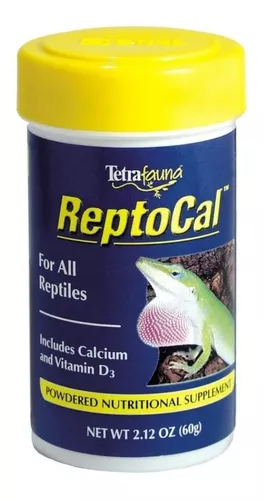 Tetrafauna
ReptoCal™
For All
Reptiles
Includes Calcium
and Vitamin D3
POWDERED NUTRITIONAL SUPPLEMENT
NET WT 2.12 OZ (60g)